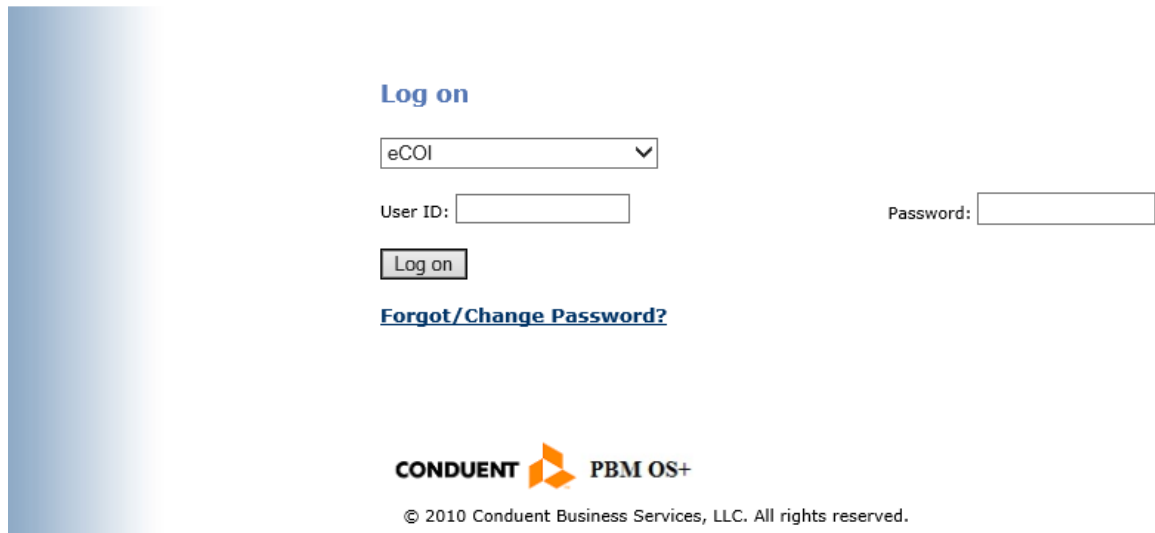 Log on
eCOI
User ID:
Password:
Log on
Forgot/Change Password?
CONDUENT PBM OS+
© 2010 Conduent Business Services, LLC. All rights reserved.